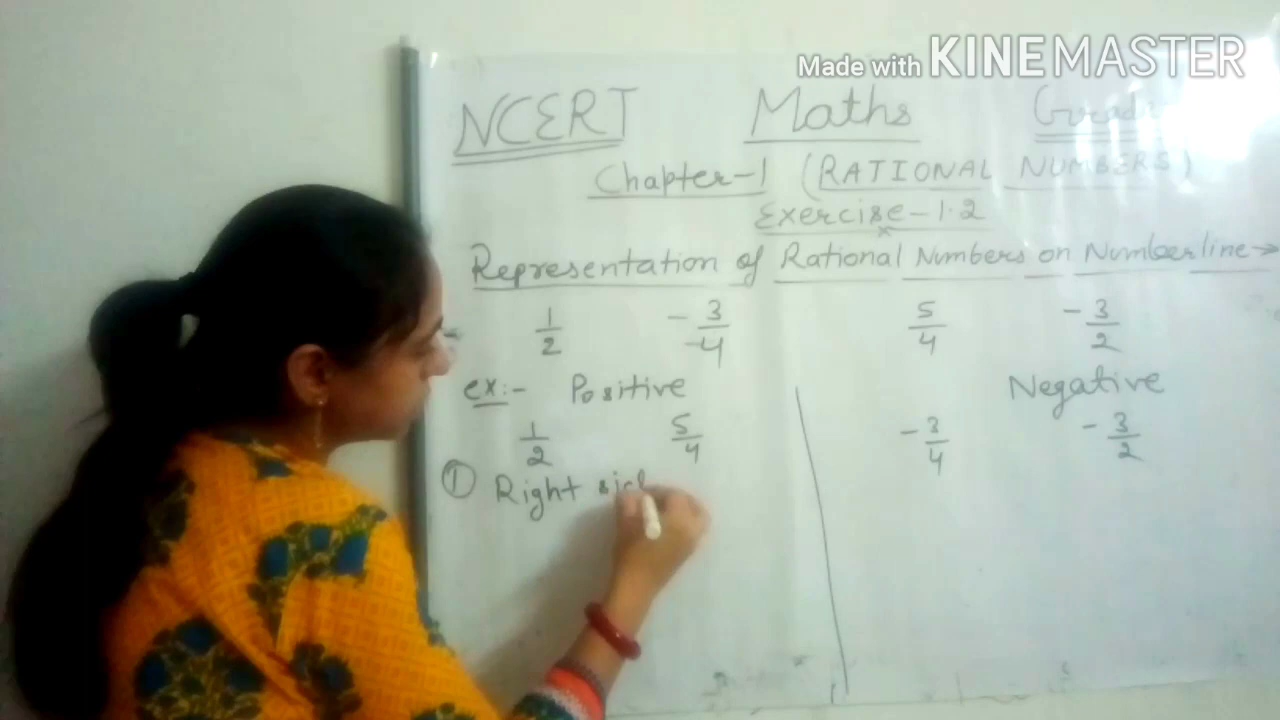 Made with KINEMASTER
NCERT Maths
Chapter-1 (RATIONAL NUMBERS)
Exercise-1.2
Representation of Rational Numbers on Numberline→
1/2 -3/-4 5/4 -3/2
ex:- Positive Negative
1/2 5/4 -3/4 -3/2
① Right